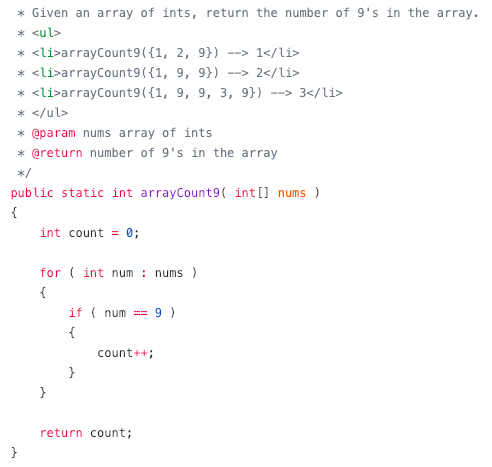 * Given an array of ints, return the number of 9's in the array.
* <ul>
* <li>arrayCount9({1, 2, 9}) --> 1</li>
* <li>arrayCount9({1, 9, 9}) --> 2</li>
* <li>arrayCount9({1, 9, 9, 3, 9}) --> 3</li>
* </ul>
* @param nums array of ints
* @return number of 9's in the array
*/
public static int arrayCount9( int[] nums )
{
    int count = 0;

    for ( int num : nums )
    {
        if ( num == 9 )
        {
            count++;
        }
    }

    return count;
}